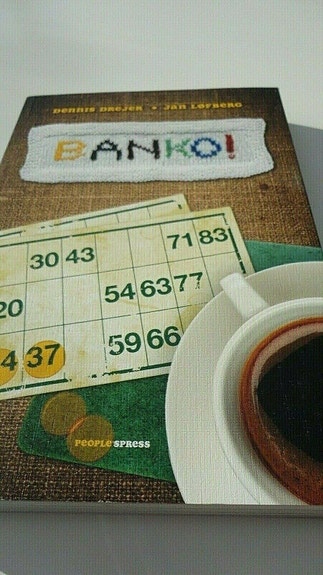 DENNIS DREJER • JAN LØFBERG
BANKO!
30 43 71 83
20 54 63 77
4 37 59 66
PEOPLE'SPRESS